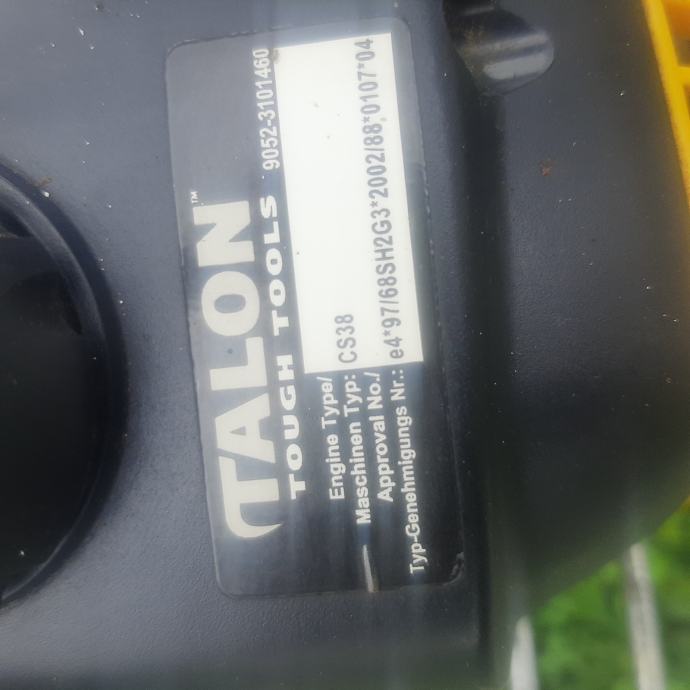 TALON™
TOUGH TOOLS 9052-3101460
Engine Type/
Maschinen Typ: CS38
Approval No./
Typ-Genehmigungs Nr.: e4*97/68SH2G3*2002/88*0107*04